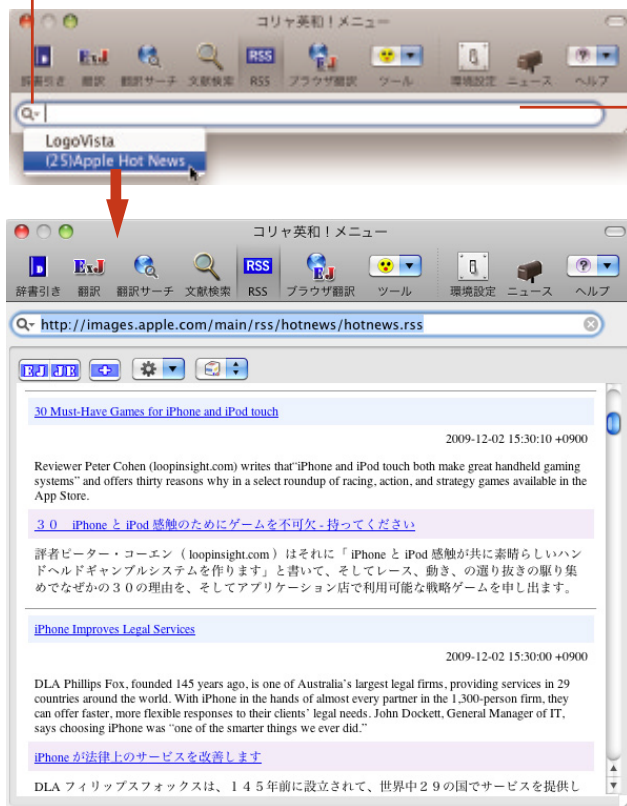 コリャ英和！メニュー
辞書引き 翻訳 翻訳サーチ 文献検索 RSS ブラウザ翻訳 ツール 環境設定 ニュース ヘルプ
LogoVista
(25)Apple Hot News
コリャ英和！メニュー
辞書引き 翻訳 翻訳サーチ 文献検索 RSS ブラウザ翻訳 ツール 環境設定 ニュース ヘルプ
http://images.apple.com/main/rss/hotnews/hotnews.rss
EJ JE
30 Must-Have Games for iPhone and iPod touch
2009-12-02 15:30:10 +0900
Reviewer Peter Cohen (loopinsight.com) writes that“iPhone and iPod touch both make great handheld gaming
systems” and offers thirty reasons why in a select roundup of racing, action, and strategy games available in the
App Store.
３０　iPhone と iPod 感触のためにゲームを不可欠 - 持ってください
評者ピーター・コーエン（ loopinsight.com ）はそれに「 iPhone と iPod 感触が共に素晴らしいハン
ドヘルドギャンブルシステムを作ります」と書いて、そしてレース、動き、の選り抜きの駆り集
めでなぜかの３０の理由を、そしてアプリケーション店で利用可能な戦略ゲームを申し出ます。
iPhone Improves Legal Services
2009-12-02 15:30:00 +0900
DLA Phillips Fox, founded 145 years ago, is one of Australia’s largest legal firms, providing services in 29
countries around the world. With iPhone in the hands of almost every partner in the 1,300-person firm, they
can offer faster, more flexible responses to their clients’ legal needs. John Dockett, General Manager of IT,
says choosing iPhone was “one of the smarter things we ever did.”
iPhone が法律上のサービスを改善します
DLA フィリップスフォックスは、１４５年前に設立されて、世界中２９の国でサービスを提供し